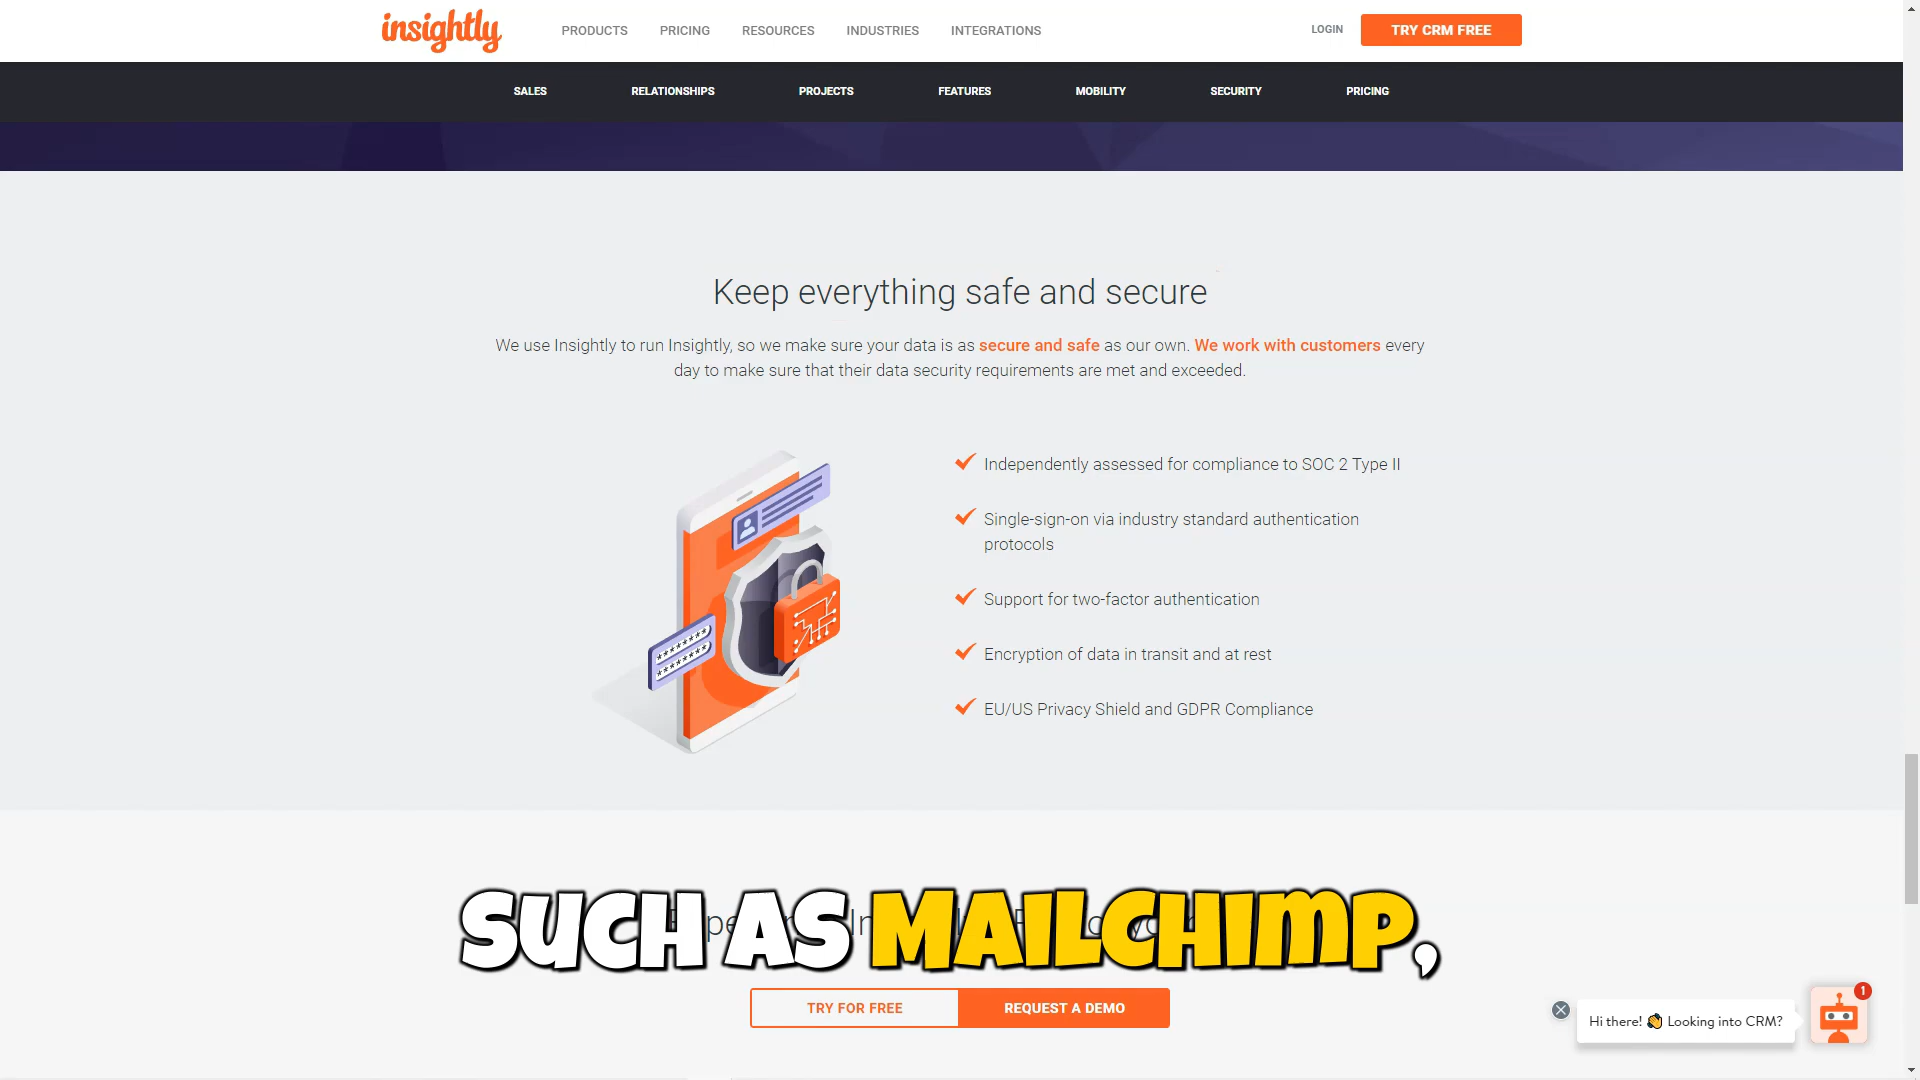 insightly
PRODUCTS PRICING RESOURCES INDUSTRIES INTEGRATIONS LOGIN TRY CRM FREE
SALES RELATIONSHIPS PROJECTS FEATURES MOBILITY SECURITY PRICING
Keep everything safe and secure
We use Insightly to run Insightly, so we make sure your data is as secure and safe as our own. We work with customers every
day to make sure that their data security requirements are met and exceeded.
Independently assessed for compliance to SOC 2 Type II
Single-sign-on via industry standard authentication
protocols
Support for two-factor authentication
Encryption of data in transit and at rest
EU/US Privacy Shield and GDPR Compliance
SUCH AS MAILCHIMP,
TRY FOR FREE REQUEST A DEMO
Hi there! 👏 Looking into CRM?
1